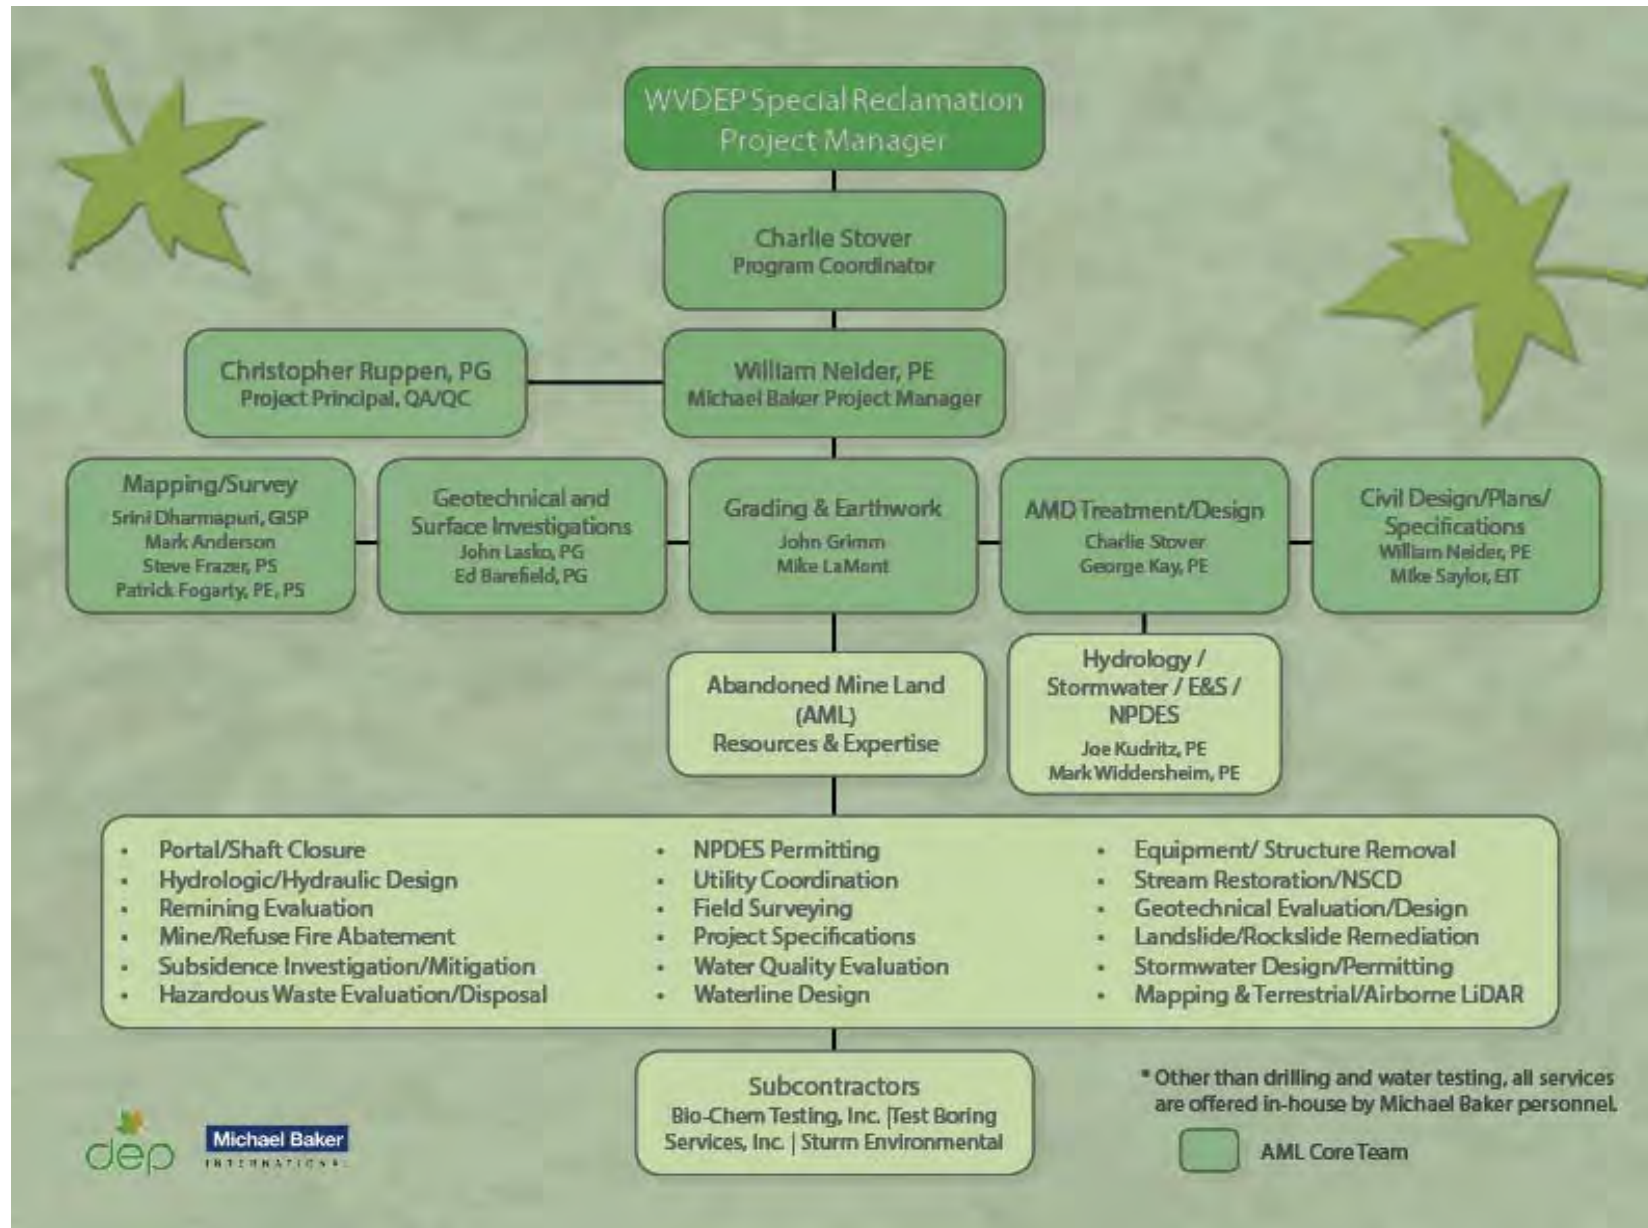 WVDEP Special Reclamation
Project Manager
Charlie Stover
Program Coordinator
Christopher Ruppen, PG
Project Principal, QA/QC
William Neider, PE
Michael Baker Project Manager
Mapping/Survey
Srini Dharmapuri, GISP
Mark Anderson
Steve Frazer, PS
Patrick Fogarty, PE, PS
Geotechnical and
Surface Investigations
John Lasko, PG
Ed Barefield, PG
Grading & Earthwork
John Grimm
Mike LaMont
AMD Treatment/Design
Charlie Stover
George Kay, PE
Civil Design/Plans/
Specifications
William Neider, PE
Mike Saylor, EIT
Abandoned Mine Land
(AML)
Resources & Expertise
Hydrology /
Stormwater / E&S /
NPDES
Joe Kudritz, PE
Mark Widdersheim, PE
• Portal/Shaft Closure
• Hydrologic/Hydraulic Design
• Remining Evaluation
• Mine/Refuse Fire Abatement
• Subsidence Investigation/Mitigation
• Hazardous Waste Evaluation/Disposal
• NPDES Permitting
• Utility Coordination
• Field Surveying
• Project Specifications
• Water Quality Evaluation
• Waterline Design
• Equipment/ Structure Removal
• Stream Restoration/NSCD
• Geotechnical Evaluation/Design
• Landslide/Rockslide Remediation
• Stormwater Design/Permitting
• Mapping & Terrestrial/Airborne LiDAR
Subcontractors
Bio-Chem Testing, Inc. |Test Boring
Services, Inc. | Sturm Environmental
* Other than drilling and water testing, all services
are offered in-house by Michael Baker personnel.
AML Core Team
dep
Michael Baker
INTERNATIONAL